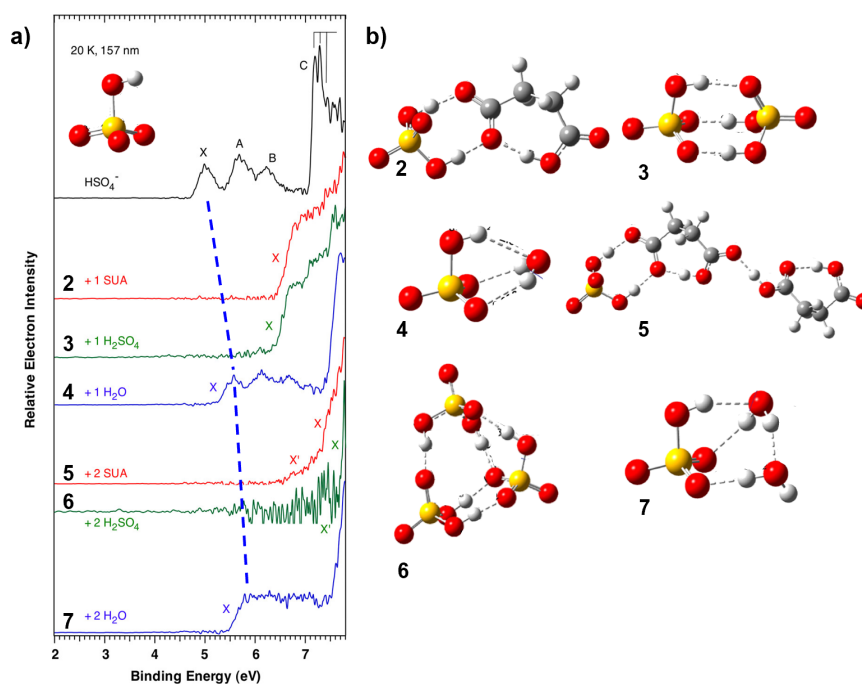 a)
b)
20 K, 157 nm
C
X
A
B
HSO₄⁻
X
2 + 1 SUA
X
3 + 1 H₂SO₄
X
4 + 1 H₂O
X
X'
X
5 + 2 SUA
6 + 2 H₂SO₄
X'
X
7 + 2 H₂O
2 3 4 5 6 7
Binding Energy (eV)
Relative Electron Intensity
2
3
4
5
6
7